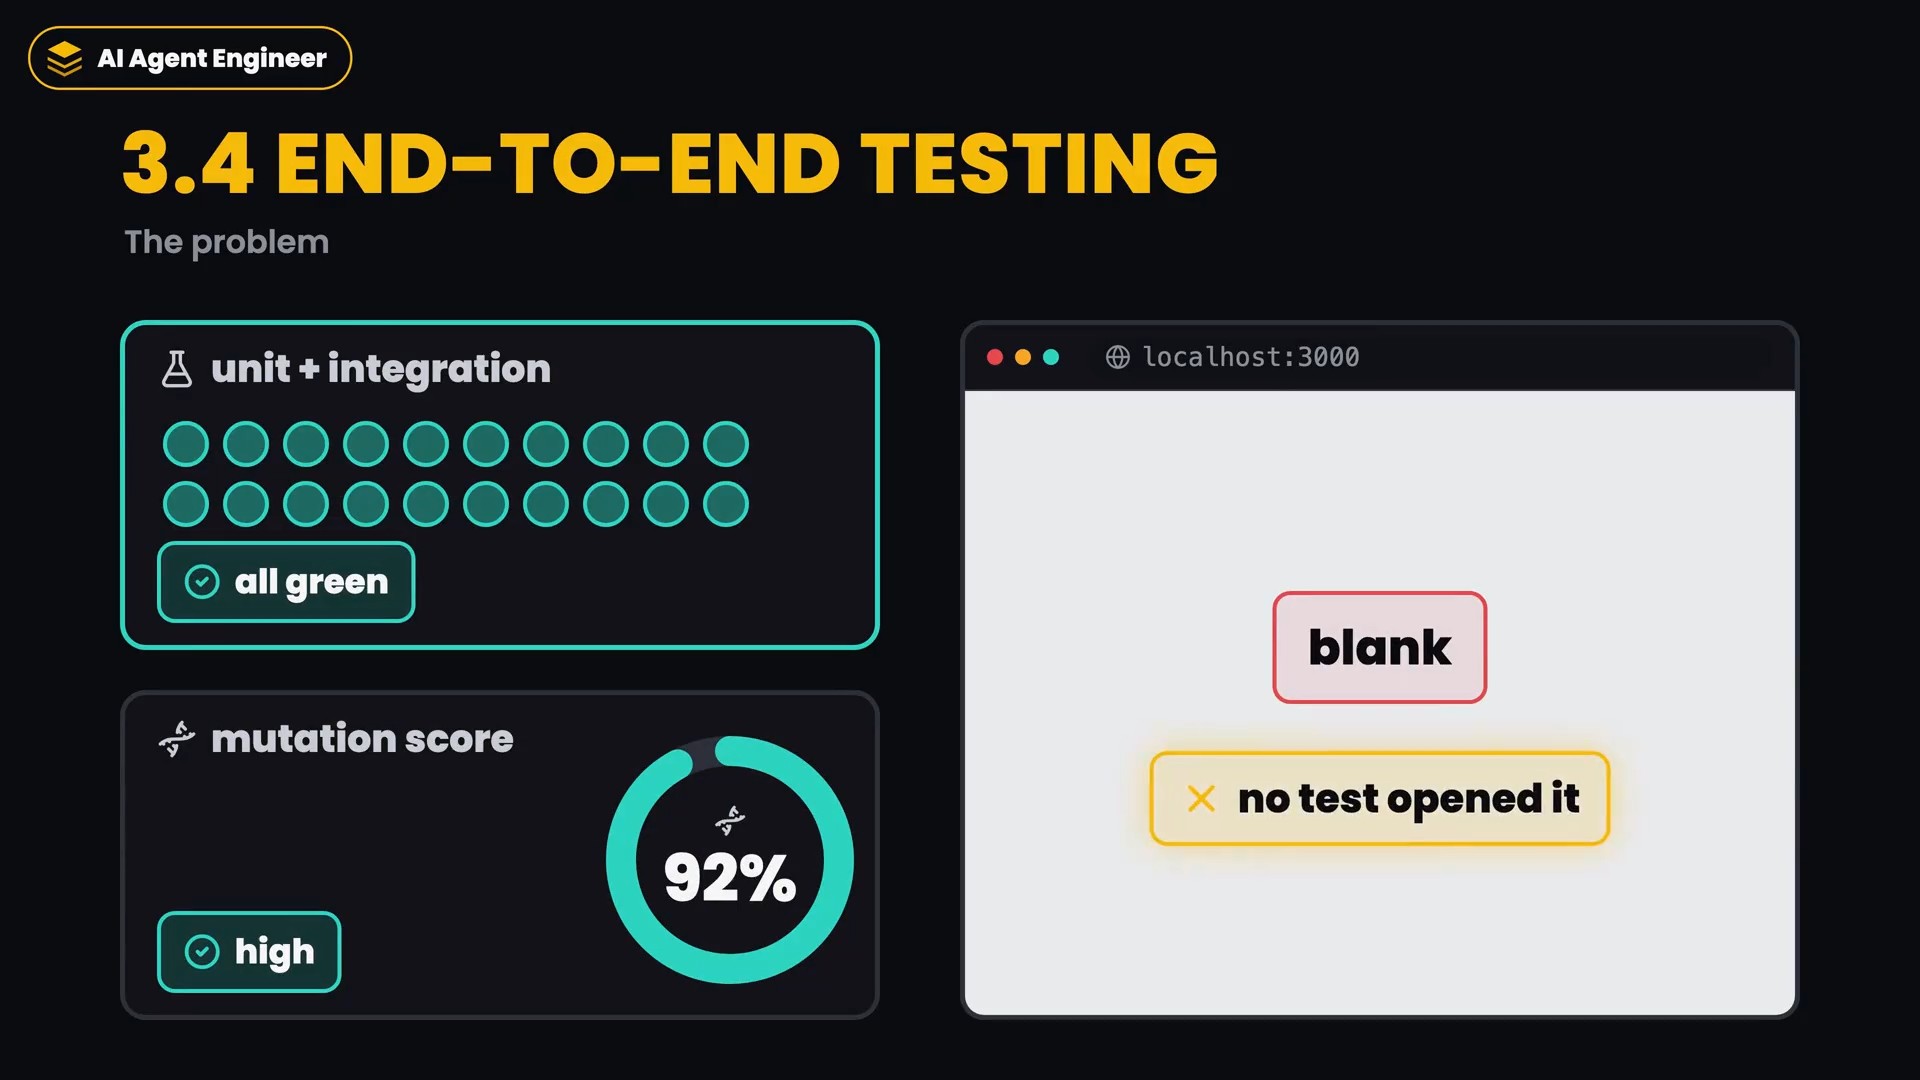 AI Agent Engineer
3.4 END-TO-END TESTING
The problem
unit + integration
all green
mutation score
92%
high
localhost:3000
blank
no test opened it